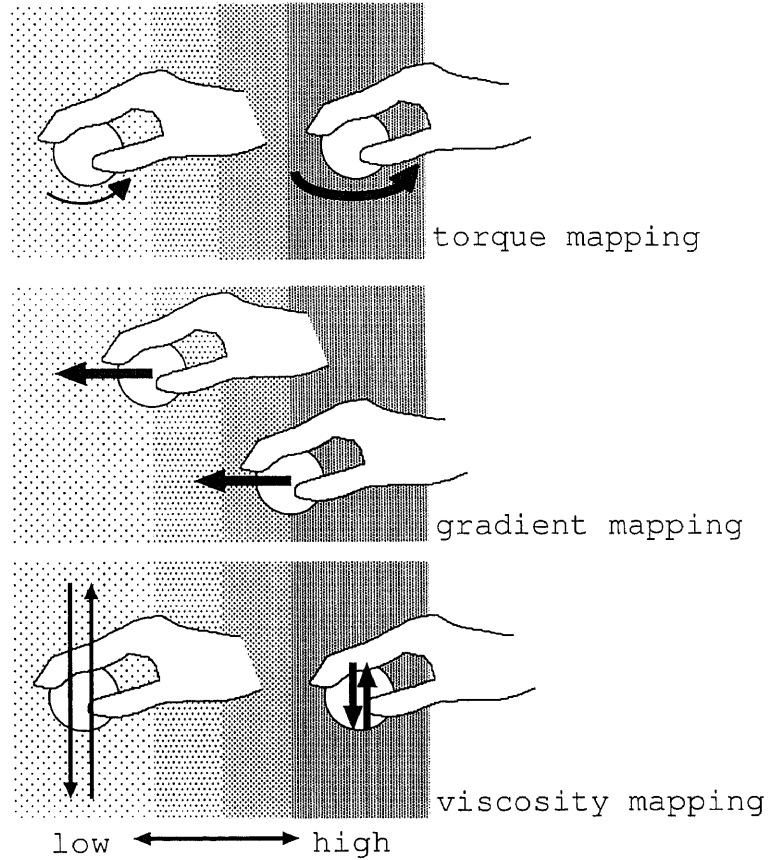 torque mapping
gradient mapping
viscosity mapping
low high